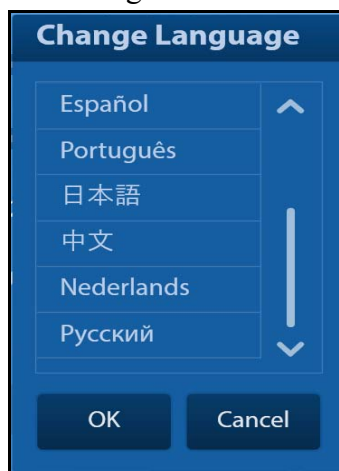 Change Language
Español
Português
日本語
中文
Nederlands
Русский
OK
Cancel